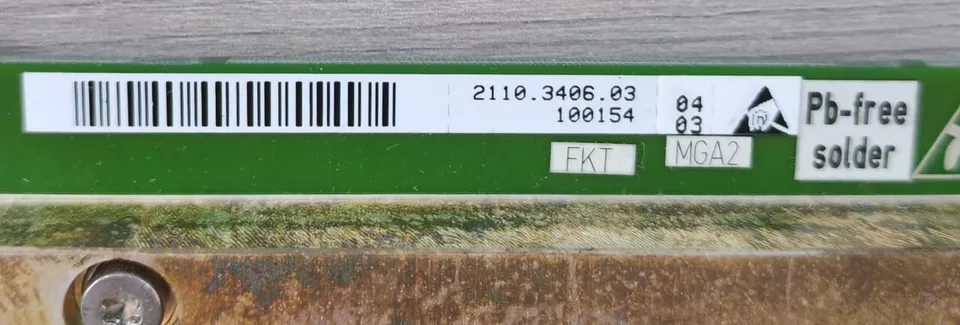 2110.3406.03
100154
04
03
Pb-free
solder
FKT
MGA2